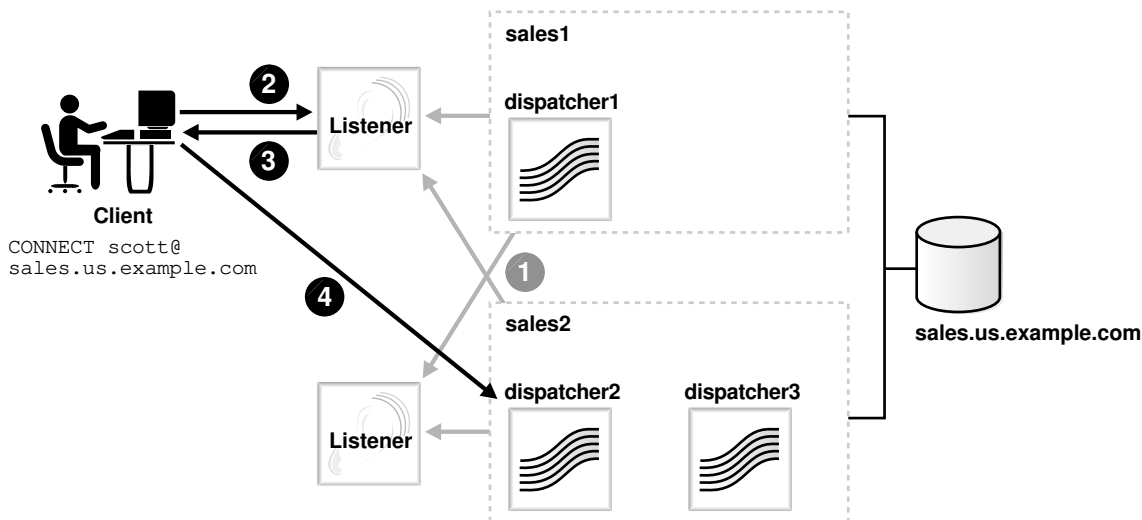 sales1
2
dispatcher1
Listener
3
Client
CONNECT scott@
sales.us.example.com
1
4
sales2
sales.us.example.com
dispatcher2
dispatcher3
Listener